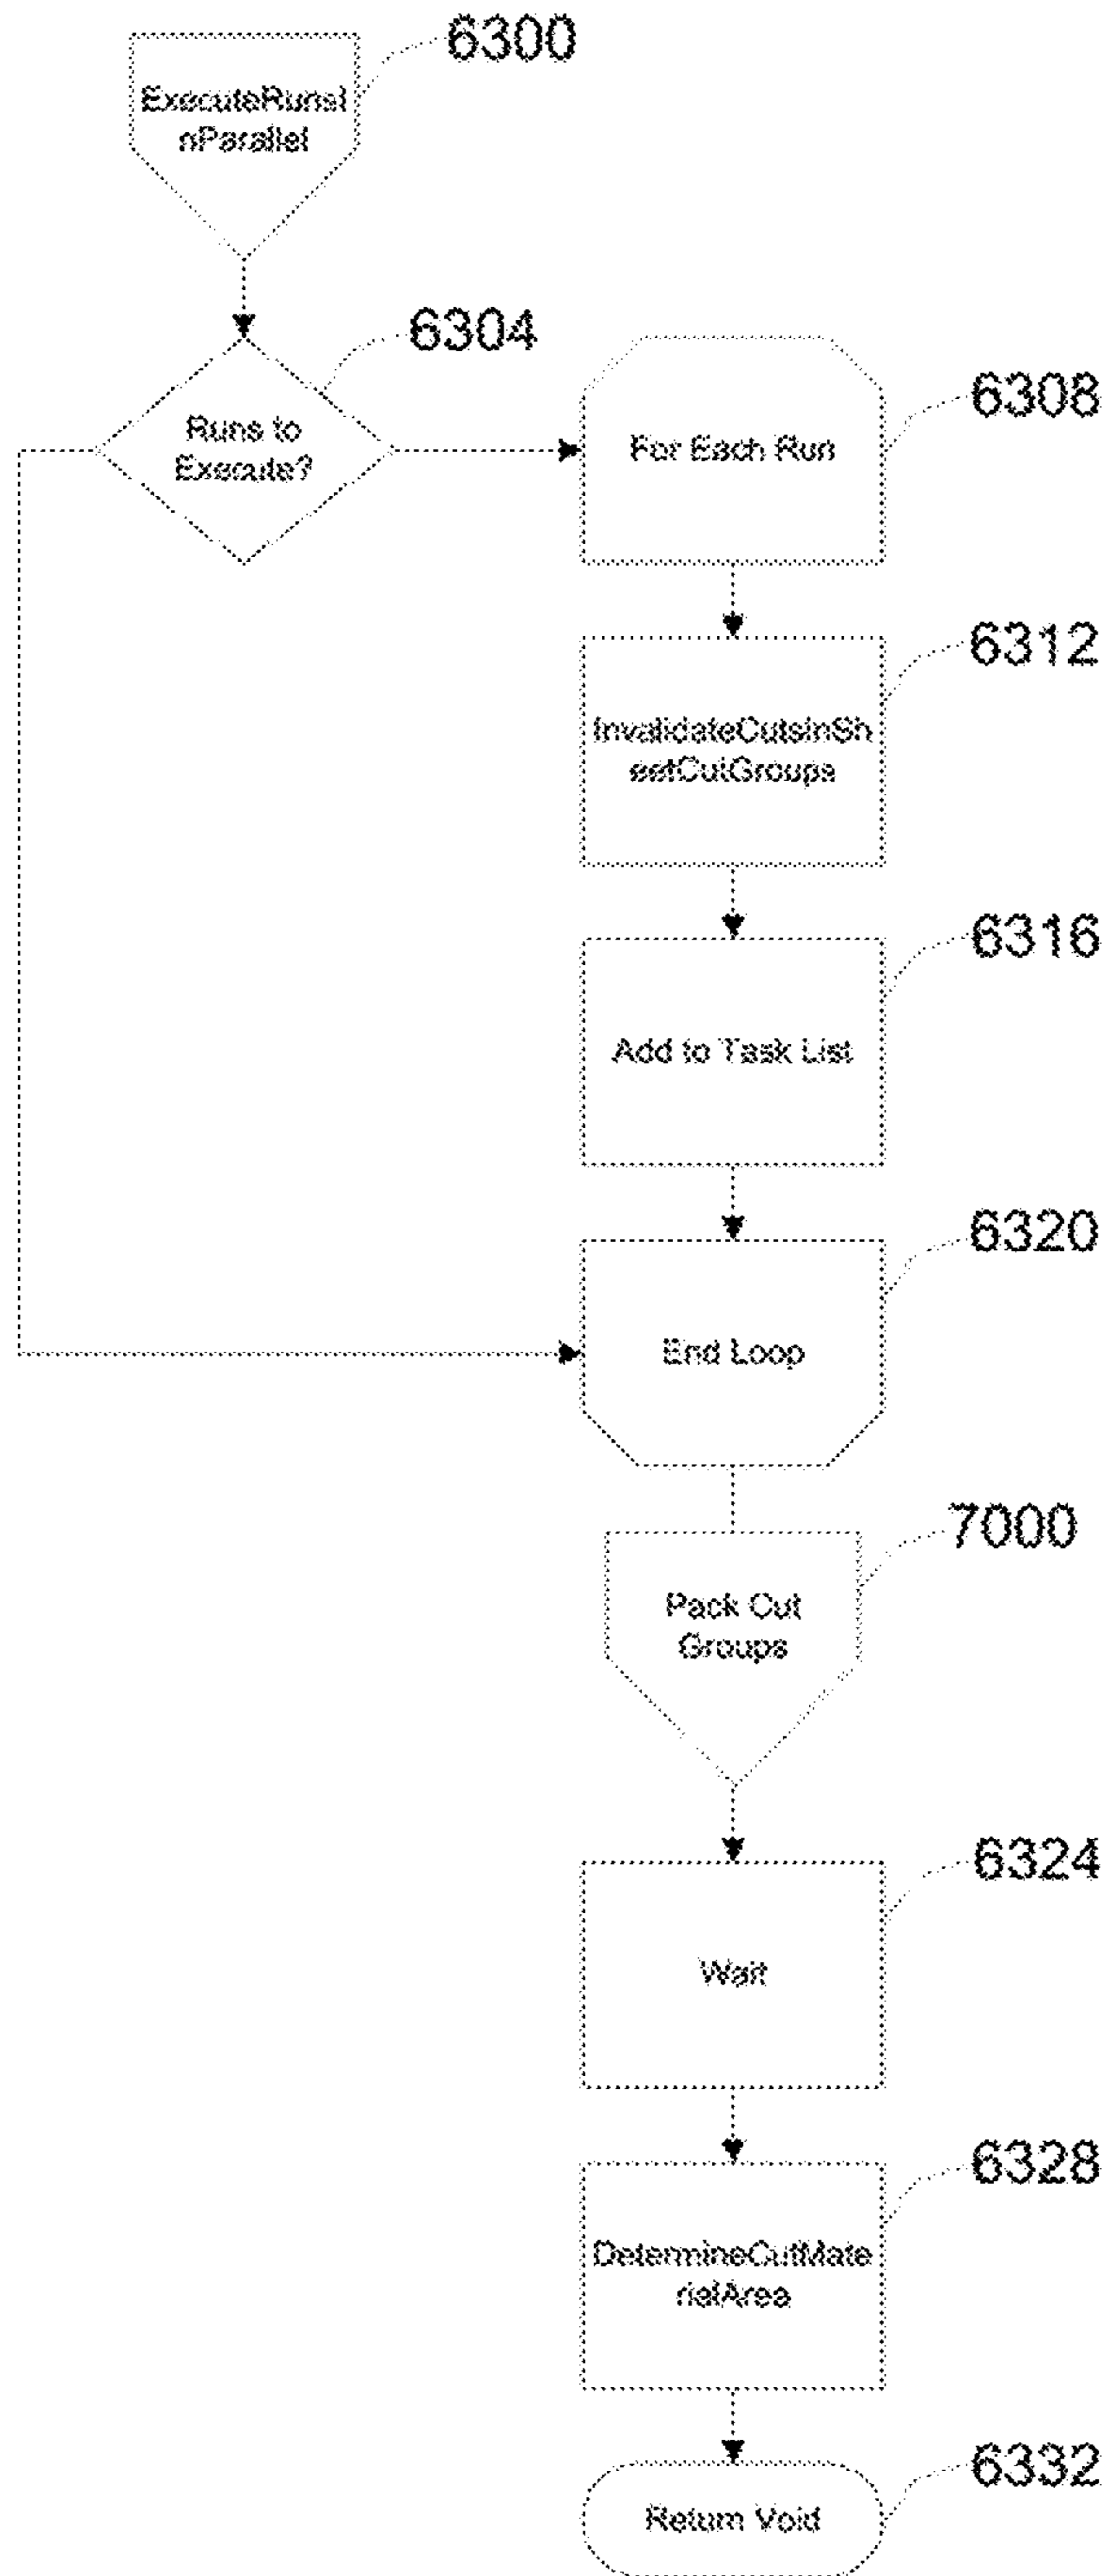 6300
ExecuteRunsI
nParallel
6304
Runs to
Execute?
6308
For Each Run
6312
InvalidateCutsInSh
eetCutGroups
6316
Add to Task List
6320
End Loop
7000
Pack Cut
Groups
6324
Wait
6328
DetermineCutMate
rialArea
6332
Return Void